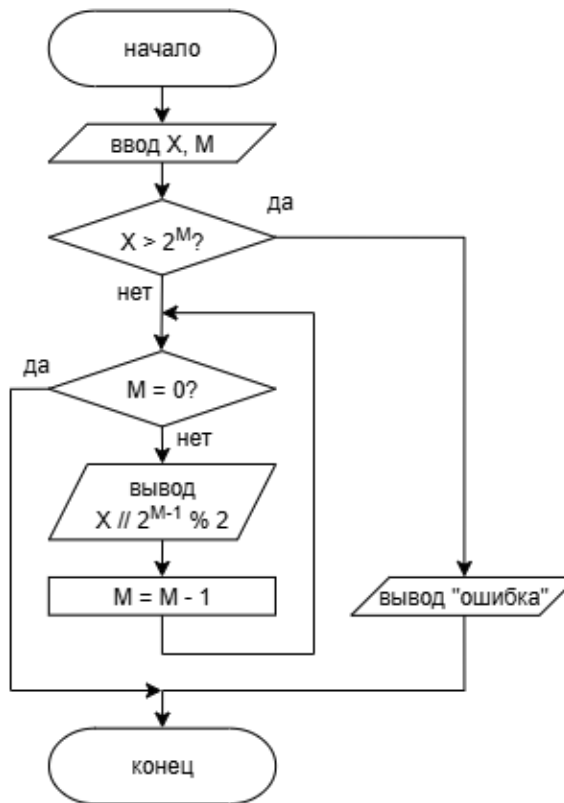 начало
ввод X, M
да
X > 2^M?
нет
да
M = 0?
нет
вывод
X // 2^M-1 % 2
M = M - 1
вывод "ошибка"
конец